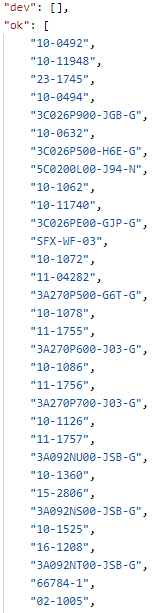 "dev": [],
"ok": [
"10-0492",
"10-11948",
"23-1745",
"10-0494",
"3C026P900-JGB-G",
"10-0632",
"3C026P500-H6E-G",
"5C0200L00-J94-N",
"10-1062",
"10-11740",
"3C026PE00-GJP-G",
"SFX-WF-03",
"10-1072",
"11-04282",
"3A270P500-G6T-G",
"10-1078",
"11-1755",
"3A270P600-J03-G",
"10-1086",
"11-1756",
"3A270P700-J03-G",
"10-1126",
"11-1757",
"3A092NU00-JSB-G",
"10-1360",
"15-2806",
"3A092NS00-JSB-G",
"10-1525",
"16-1208",
"3A092NT00-JSB-G",
"66784-1",
"02-1005",